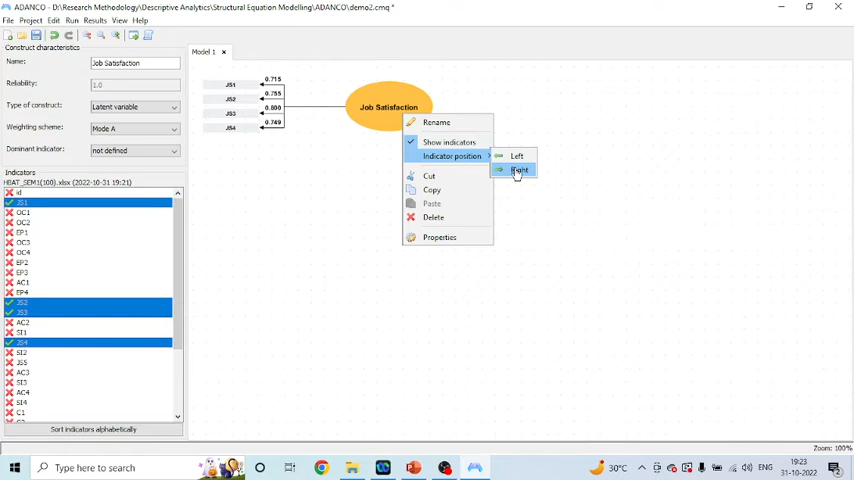 ADANCO - D:\Research Methodology\Descriptive Analytics\Structural Equation Modelling\ADANCO\demo2.cmq *
File Project Edit Run Results View Help
Construct characteristics
Name: Job Satisfaction
Reliability: 1.0
Type of construct: Latent variable
Weighting scheme: Mode A
Dominant indicator: not defined
Indicators
HBAT_SEM1(100).xlsx (2022-10-31 19:21)
id
JS1
OC1
OC2
EP1
OC3
OC4
EP2
EP3
AC1
EP4
JS2
JS3
AC2
SI1
JS4
SI2
JS5
AC3
SI3
AC4
SI4
C1
Sort indicators alphabetically
Model 1
JS1 0.715
JS2 0.755
JS3 0.800
JS4 0.749
Job Satisfaction
Rename
Show indicators
Indicator position
Left
Right
Cut
Copy
Paste
Delete
Properties
Zoom: 100%
Type here to search
30°C
ENG
19:23
31-10-2022
2